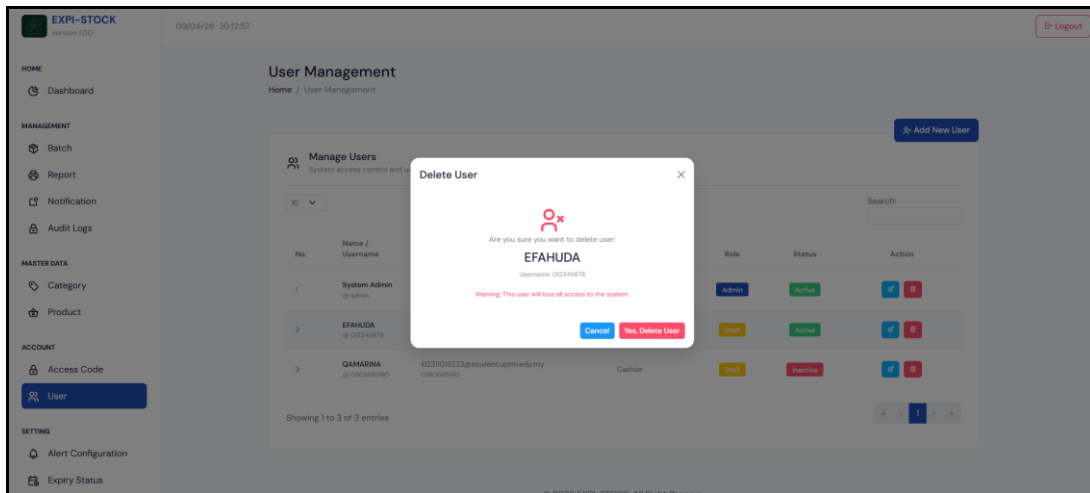 EXPI-STOCK
version 1.0.0
09/04/26 20:12:57
Logout
HOME
Dashboard
MANAGEMENT
Batch
Report
Notification
Audit Logs
MASTER DATA
Category
Product
ACCOUNT
Access Code
User
SETTING
Alert Configuration
Expiry Status
User Management
Home / User Management
Add New User
Manage Users
System access control and
10
Search:
No. Name / Username Role Status Action
1 System Admin Admin Active
@ admin
2 EFAHUDA Staff Active
@ 012345678
3 QAMARINA Cashier Staff Inactive
Showing 1 to 3 of 3 entries
« ‹ 1 › »
Delete User
Are you sure you want to delete user:
EFAHUDA
Username: 012345678
Warning: This user will lose all access to the system.
Cancel Yes, Delete User